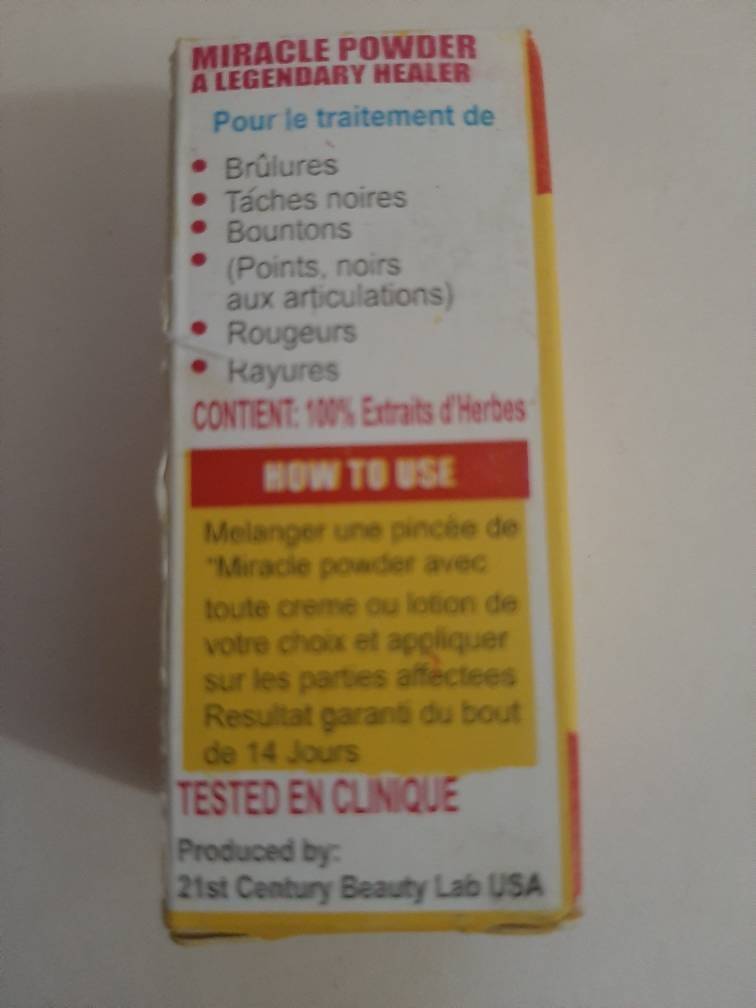 MIRACLE POWDER
A LEGENDARY HEALER
Pour le traitement de
• Brûlures
• Táches noires
• Bountons
• (Points, noirs
aux articulations)
• Rougeurs
• Rayures
CONTIENT: 100% Extraits d'Herbes
HOW TO USE
Melanger une pincée de
"Miracle powder avec
toute creme ou lotion de
votre choix et appliquer
sur les parties affectees
Resultat garanti du bout
de 14 Jours
TESTED EN CLINIQUE
Produced by:
21st Century Beauty Lab USA